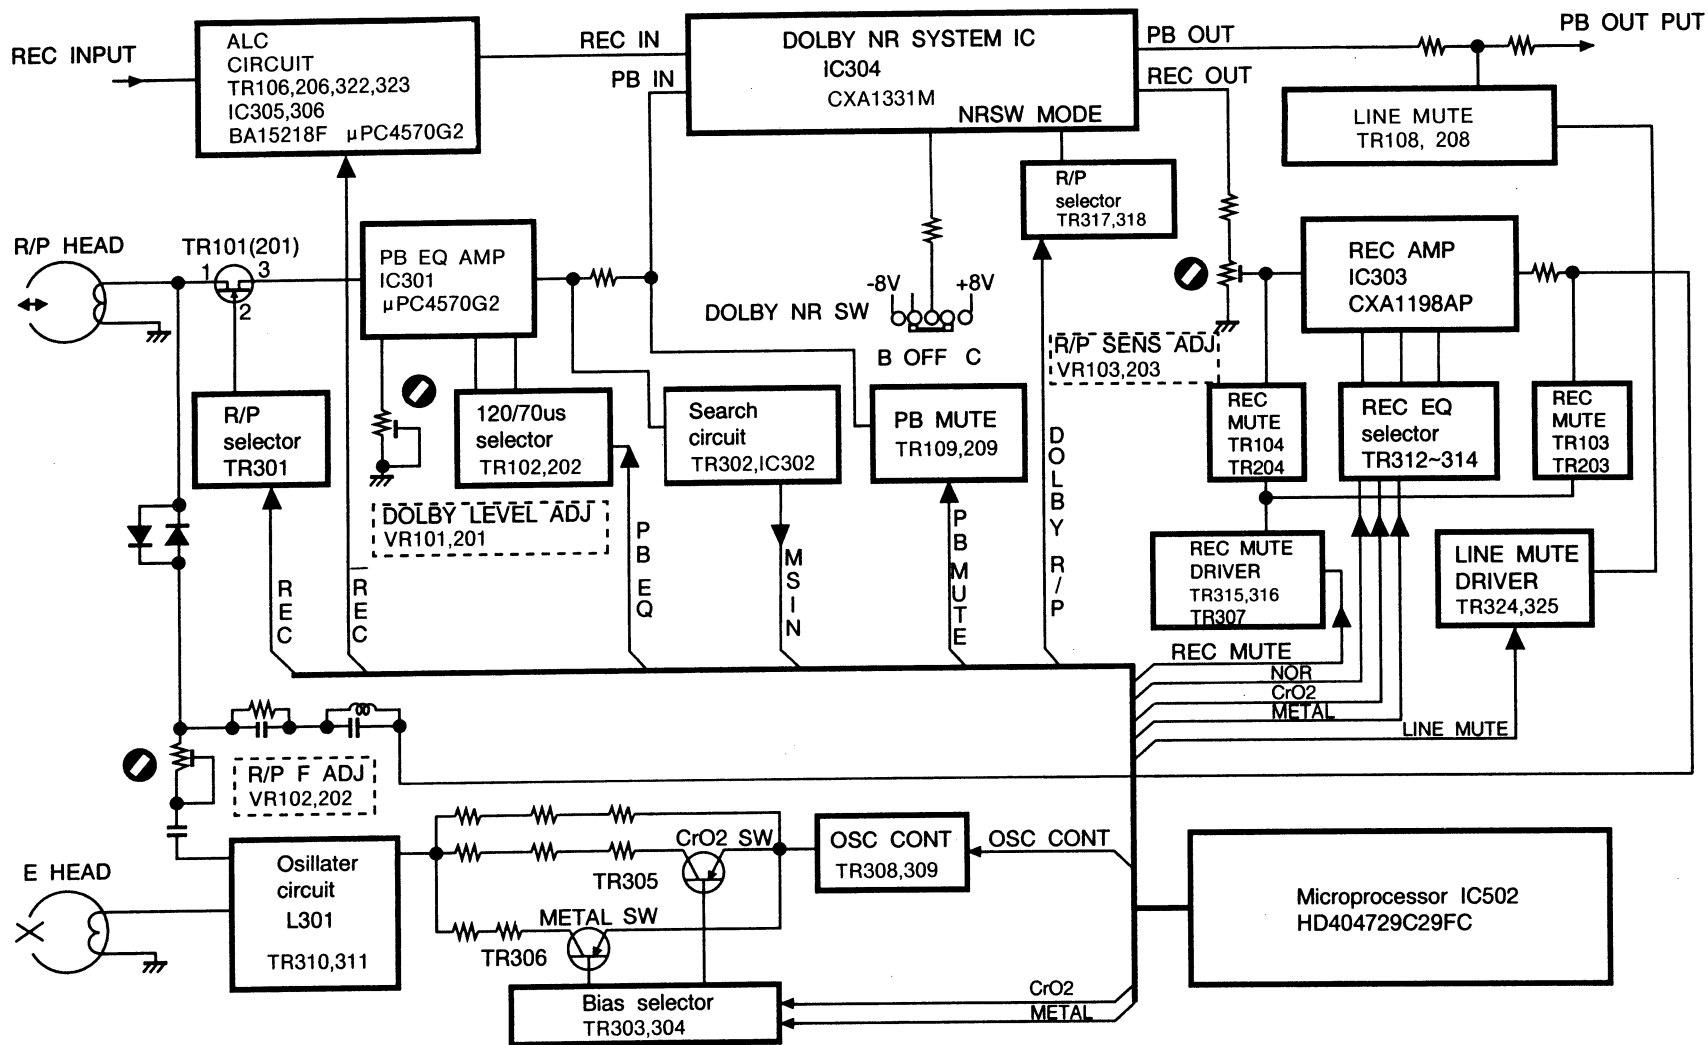 REC INPUT
ALC
CIRCUIT
TR106,206,322,323
IC305,306
BA15218F µPC4570G2
REC IN
PB IN
DOLBY NR SYSTEM IC
IC304
CXA1331M
NRSW MODE
PB OUT
REC OUT
PB OUT PUT
LINE MUTE
TR108, 208
R/P
selector
TR317,318
R/P HEAD
TR101(201)
1
3
2
PB EQ AMP
IC301
µPC4570G2
-8V
+8V
DOLBY NR SW
B OFF C
REC AMP
IC303
CXA1198AP
R/P SENS ADJ
VR103,203
R/P
selector
TR301
120/70us
selector
TR102,202
Search
circuit
TR302,IC302
PB MUTE
TR109,209
REC
MUTE
TR104
TR204
REC EQ
selector
TR312~314
REC
MUTE
TR103
TR203
DOLBY LEVEL ADJ
VR101,201
REC
REC
PB EQ
MSIN
PB MUTE
DOLBY R/P
REC MUTE
DRIVER
TR315,316
TR307
LINE MUTE
DRIVER
TR324,325
REC MUTE
NOR
CrO2
METAL
LINE MUTE
R/P F ADJ
VR102,202
E HEAD
Osillater
circuit
L301
TR310,311
CrO2 SW
TR305
METAL SW
TR306
OSC CONT
TR308,309
OSC CONT
Microprocessor IC502
HD404729C29FC
Bias selector
TR303,304
CrO2
METAL